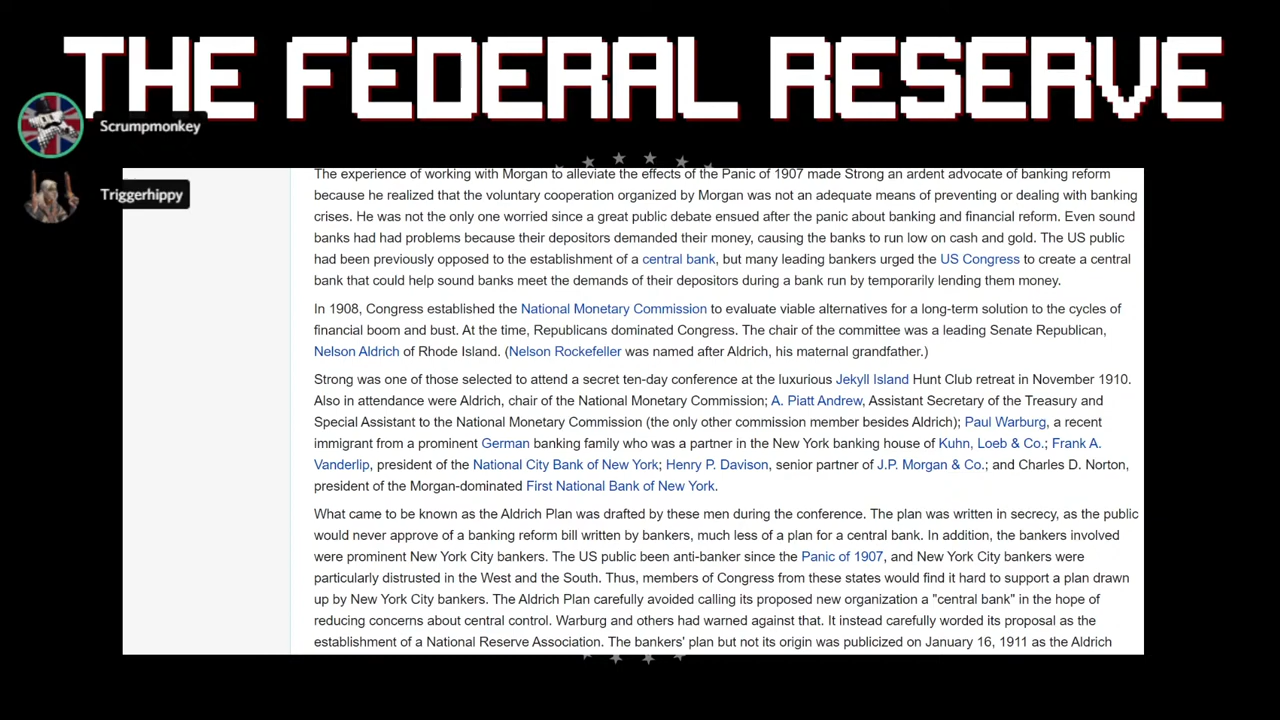 THE FEDERAL RESERVE
Scrumpmonkey
Triggerhippy
The experience of working with Morgan to alleviate the effects of the Panic of 1907 made Strong an ardent advocate of banking reform
because he realized that the voluntary cooperation organized by Morgan was not an adequate means of preventing or dealing with banking
crises. He was not the only one worried since a great public debate ensued after the panic about banking and financial reform. Even sound
banks had had problems because their depositors demanded their money, causing the banks to run low on cash and gold. The US public
had been previously opposed to the establishment of a central bank, but many leading bankers urged the US Congress to create a central
bank that could help sound banks meet the demands of their depositors during a bank run by temporarily lending them money.
In 1908, Congress established the National Monetary Commission to evaluate viable alternatives for a long-term solution to the cycles of
financial boom and bust. At the time, Republicans dominated Congress. The chair of the committee was a leading Senate Republican,
Nelson Aldrich of Rhode Island. (Nelson Rockefeller was named after Aldrich, his maternal grandfather.)
Strong was one of those selected to attend a secret ten-day conference at the luxurious Jekyll Island Hunt Club retreat in November 1910.
Also in attendance were Aldrich, chair of the National Monetary Commission; A. Piatt Andrew, Assistant Secretary of the Treasury and
Special Assistant to the National Monetary Commission (the only other commission member besides Aldrich); Paul Warburg, a recent
immigrant from a prominent German banking family who was a partner in the New York banking house of Kuhn, Loeb & Co.; Frank A.
Vanderlip, president of the National City Bank of New York; Henry P. Davison, senior partner of J.P. Morgan & Co.; and Charles D. Norton,
president of the Morgan-dominated First National Bank of New York.
What came to be known as the Aldrich Plan was drafted by these men during the conference. The plan was written in secrecy, as the public
would never approve of a banking reform bill written by bankers, much less of a plan for a central bank. In addition, the bankers involved
were prominent New York City bankers. The US public been anti-banker since the Panic of 1907, and New York City bankers were
particularly distrusted in the West and the South. Thus, members of Congress from these states would find it hard to support a plan drawn
up by New York City bankers. The Aldrich Plan carefully avoided calling its proposed new organization a "central bank" in the hope of
reducing concerns about central control. Warburg and others had warned against that. It instead carefully worded its proposal as the
establishment of a National Reserve Association. The bankers' plan but not its origin was publicized on January 16, 1911 as the Aldrich